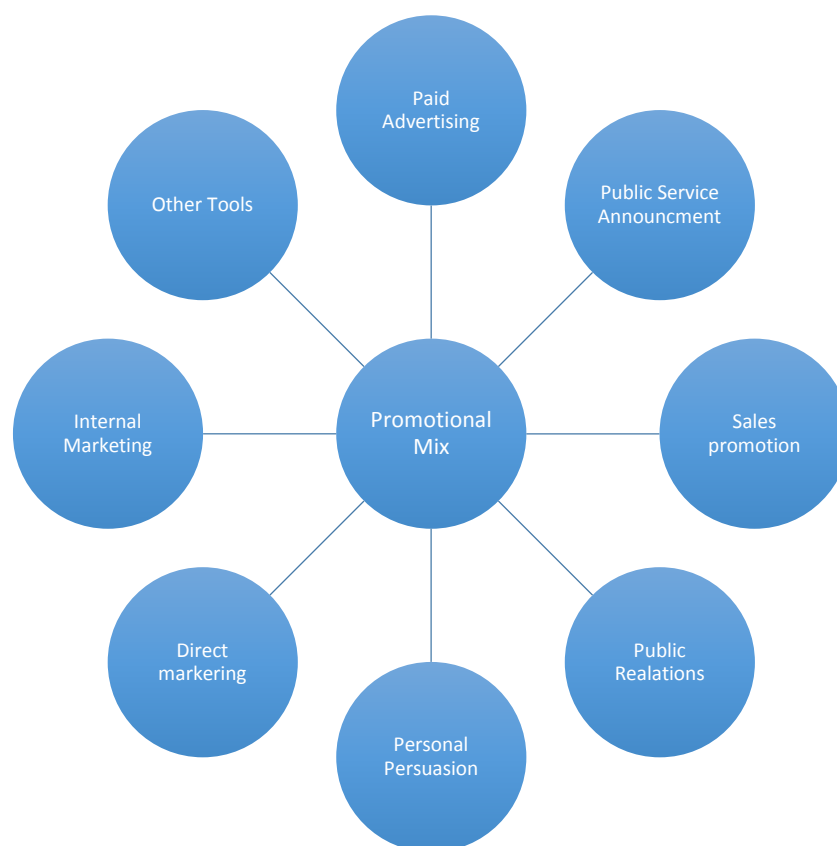 Paid
Advertising
Public Service
Announcment
Sales
promotion
Public
Realations
Personal
Persuasion
Direct
markering
Internal
Marketing
Other Tools
Promotional
Mix